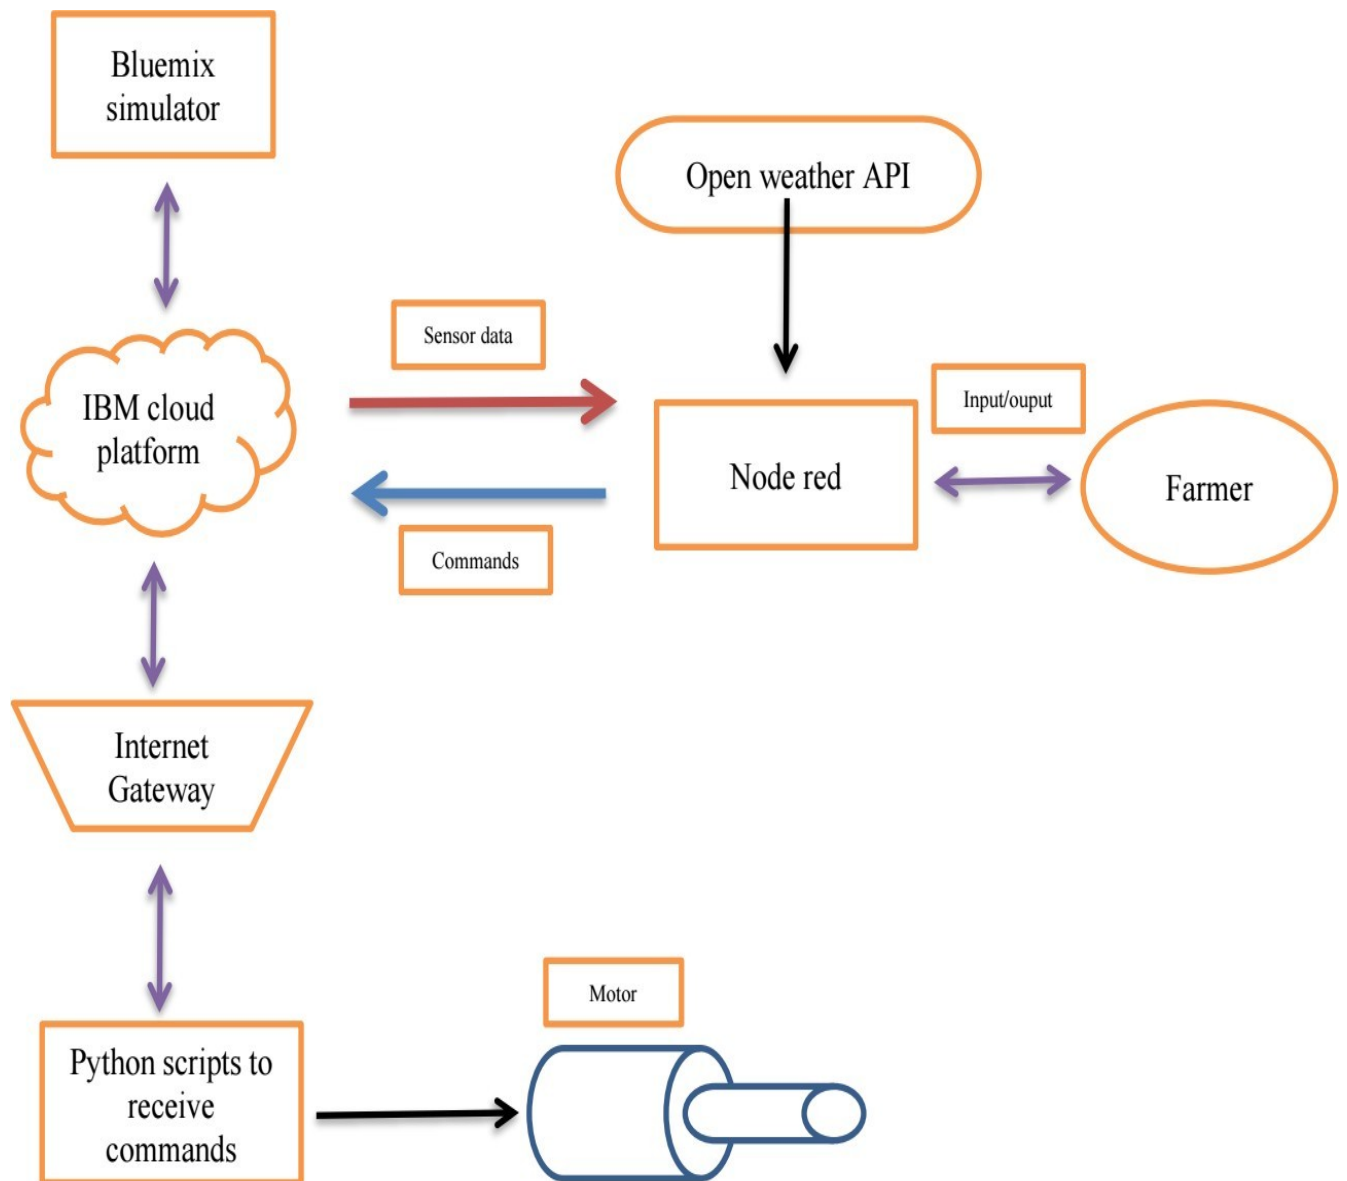 Bluemix
simulator
Open weather API
Sensor data
IBM cloud
platform
Input/ouput
Node red
Farmer
Commands
Internet
Gateway
Motor
Python scripts to
receive
commands